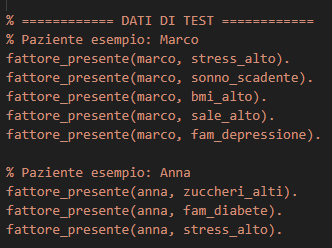 % ============ DATI DI TEST ============
% Paziente esempio: Marco
fattore_presente(marco, stress_alto).
fattore_presente(marco, sonno_scadente).
fattore_presente(marco, bmi_alto).
fattore_presente(marco, sale_alto).
fattore_presente(marco, fam_depressione).

% Paziente esempio: Anna
fattore_presente(anna, zuccheri_alti).
fattore_presente(anna, fam_diabete).
fattore_presente(anna, stress_alto).